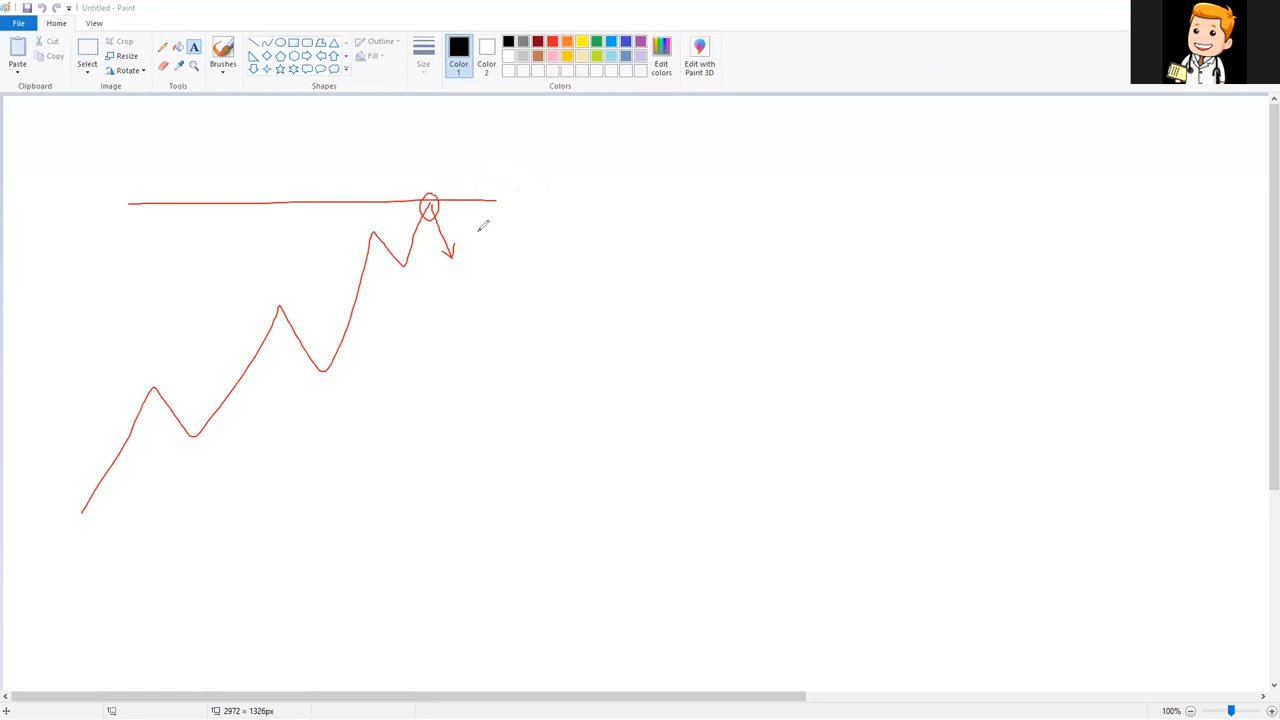 Untitled - Paint
File Home View
Paste
Cut
Copy
Clipboard
Select
Crop
Resize
Rotate
Image
A
Tools
Brushes
Outline
Fill
Shapes
Size
Color 1
Color 2
Edit colors
Colors
Edit with Paint 3D
2972 × 1326px
100%